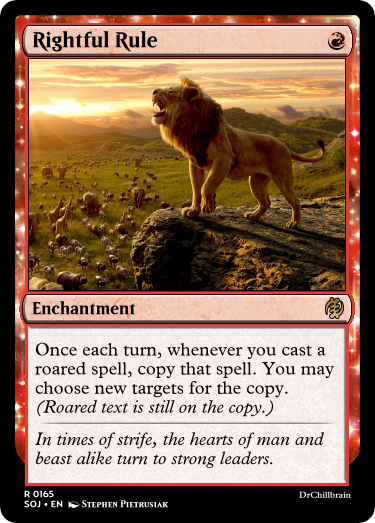 Rightful Rule
Enchantment
Once each turn, whenever you cast a
roared spell, copy that spell. You may
choose new targets for the copy.
(Roared text is still on the copy.)
In times of strife, the hearts of man and
beast alike turn to strong leaders.
R 0165
DrChillbrain
SOJ • EN Stephen Pietrusiak